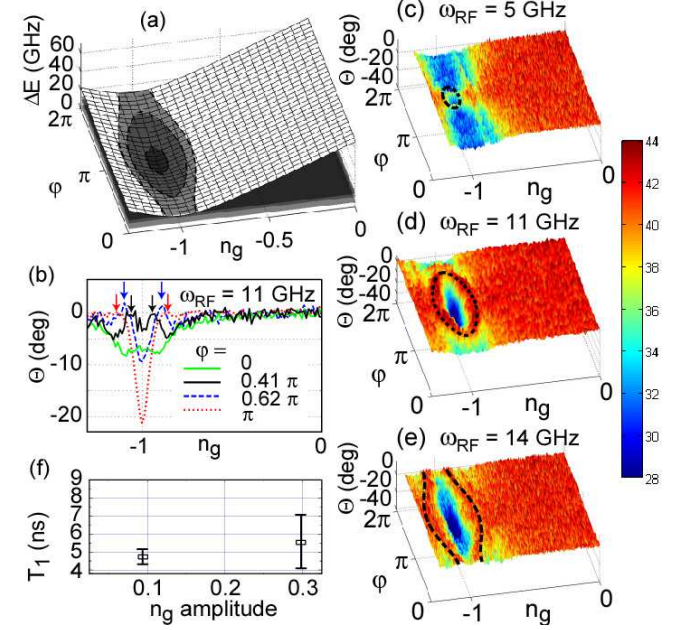 (a)
ΔE (GHz)
60
40
20
0
2π
π
φ
0
-1
-0.5
0
n_g
(b)
ω_RF = 11 GHz
Θ (deg)
0
-10
-20
φ =
0
0.41 π
0.62 π
π
-1
n_g
0
(f)
T_1 (ns)
9
8
7
6
5
4
0.1
0.2
0.3
n_g amplitude
(c) ω_RF = 5 GHz
Θ (deg)
0
-20
-40
2π
π
φ
0
-1
n_g
0
(d)
ω_RF = 11 GHz
Θ (deg)
0
-20
-40
2π
π
φ
0
-1
n_g
0
(e) ω_RF = 14 GHz
Θ (deg)
0
-20
-40
2π
π
φ
0
-1
n_g
0
44
42
40
38
36
34
32
30
28